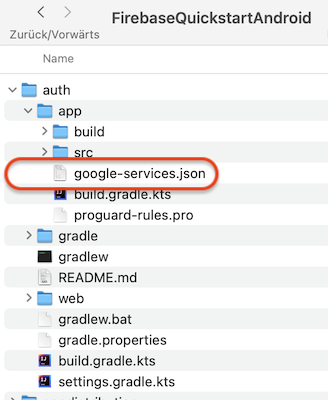 FirebaseQuickstartAndroid
Zurück/Vorwärts
Name
auth
app
build
src
google-services.json
build.gradle.kts
proguard-rules.pro
gradle
gradlew
README.md
web
gradlew.bat
gradle.properties
build.gradle.kts
settings.gradle.kts